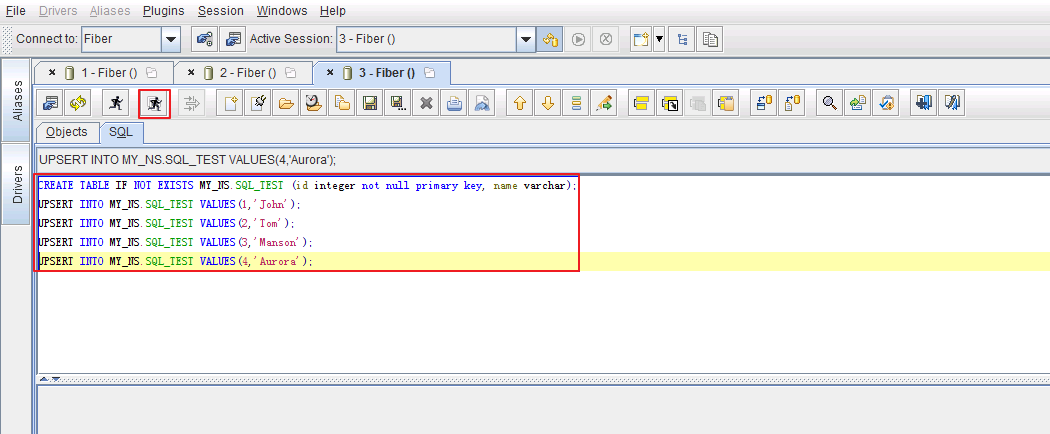 File Drivers Aliases Plugins Session Windows Help
Connect to: Fiber Active Session: 3 - Fiber ()
Aliases
Drivers
1 - Fiber () 2 - Fiber () 3 - Fiber ()
Objects SQL
UPSERT INTO MY_NS.SQL_TEST VALUES(4,'Aurora');
CREATE TABLE IF NOT EXISTS MY_NS.SQL_TEST (id integer not null primary key, name varchar);
UPSERT INTO MY_NS.SQL_TEST VALUES(1,'John');
UPSERT INTO MY_NS.SQL_TEST VALUES(2,'Tom');
UPSERT INTO MY_NS.SQL_TEST VALUES(3,'Manson');
UPSERT INTO MY_NS.SQL_TEST VALUES(4,'Aurora');